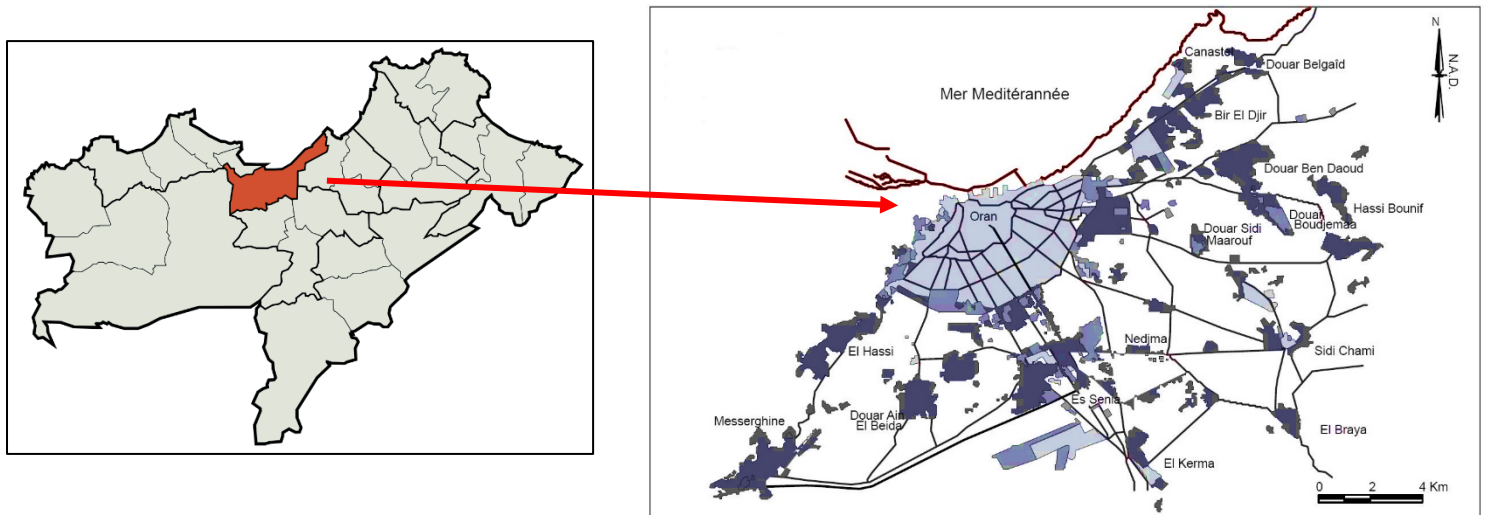 N
N.A.D.
Canastel
Douar Belgaïd
Mer Meditérannée
Bir El Djir
Douar Ben Daoud
Hassi Bounif
Douar
Boudjemaa
Oran
Douar Sidi
Maarouf
El Hassi
Nedjma
Sidi Chami
Es Senia
Douar Ain
El Beida
Messerghine
El Braya
El Kerma
0 2 4 Km